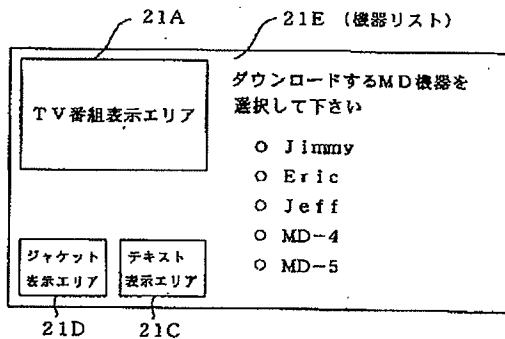 21A
21E (機器リスト)
TV番組表示エリア
ダウンロードするMD機器を
選択して下さい
○ Jimmy
○ Eric
○ Jeff
○ MD-4
○ MD-5
ジャケット
表示エリア
テキスト
表示エリア
21D
21C